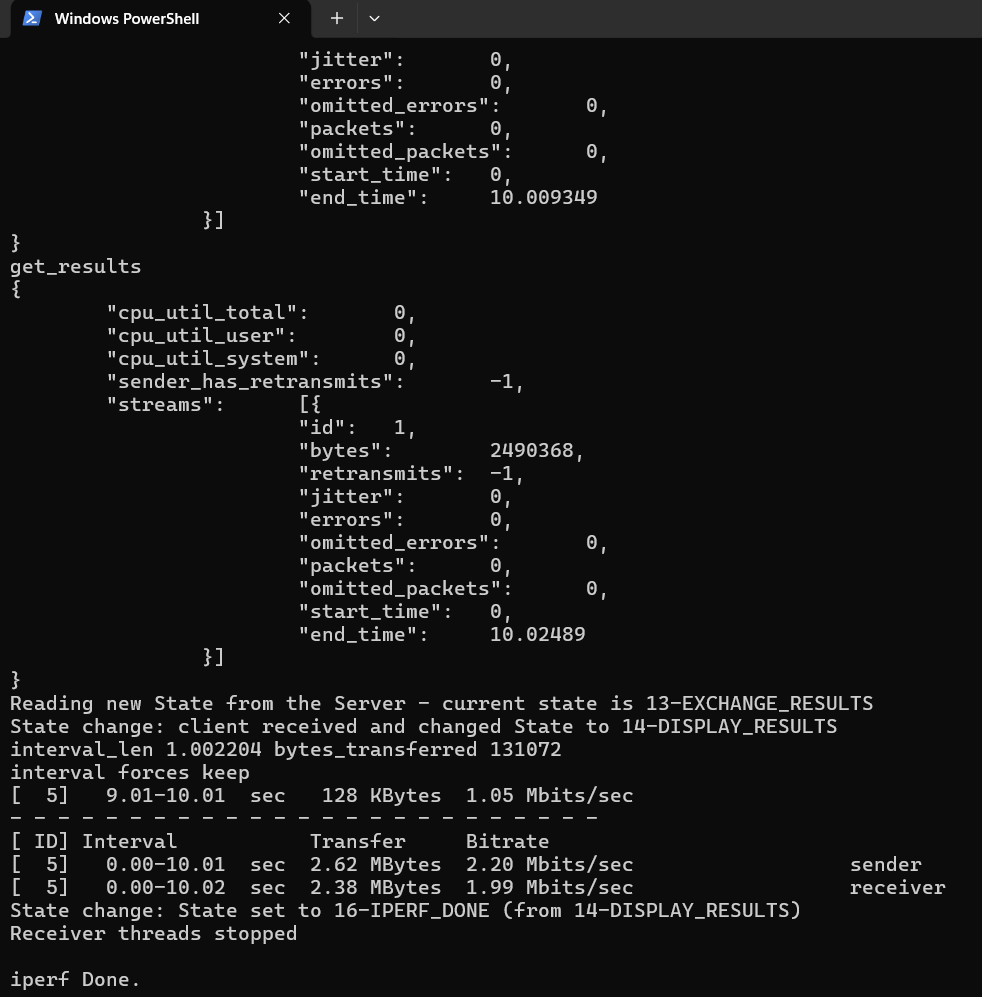 Windows PowerShell
"jitter": 0,
"errors": 0,
"omitted_errors": 0,
"packets": 0,
"omitted_packets": 0,
"start_time": 0,
"end_time": 10.009349
}]
}
get_results
{
"cpu_util_total": 0,
"cpu_util_user": 0,
"cpu_util_system": 0,
"sender_has_retransmits": -1,
"streams": [{
"id": 1,
"bytes": 2490368,
"retransmits": -1,
"jitter": 0,
"errors": 0,
"omitted_errors": 0,
"packets": 0,
"omitted_packets": 0,
"start_time": 0,
"end_time": 10.02489
}]
}
Reading new State from the Server - current state is 13-EXCHANGE_RESULTS
State change: client received and changed State to 14-DISPLAY_RESULTS
interval_len 1.002204 bytes_transferred 131072
interval forces keep
[  5]   9.01-10.01  sec   128 KBytes  1.05 Mbits/sec
- - - - - - - - - - - - - - - - - - - - - - - - -
[ ID] Interval           Transfer     Bitrate
[  5]   0.00-10.01  sec  2.62 MBytes  2.20 Mbits/sec                  sender
[  5]   0.00-10.02  sec  2.38 MBytes  1.99 Mbits/sec                  receiver
State change: State set to 16-IPERF_DONE (from 14-DISPLAY_RESULTS)
Receiver threads stopped
iperf Done.